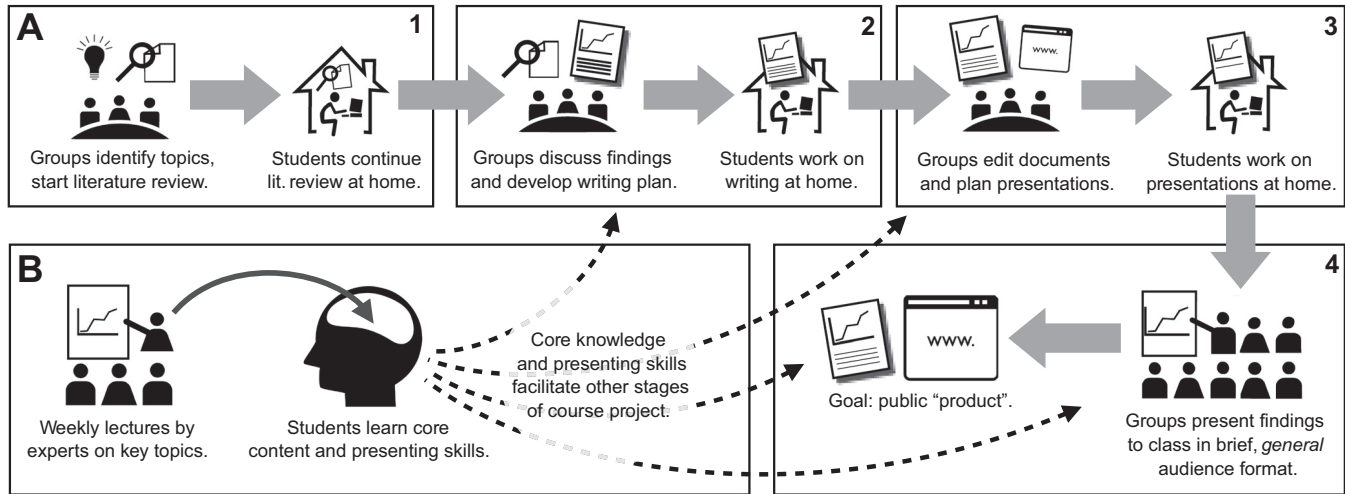 A
1
Groups identify topics,
start literature review.
Students continue
lit. review at home.
2
Groups discuss findings
and develop writing plan.
Students work on
writing at home.
3
www.
Groups edit documents
and plan presentations.
Students work on
presentations at home.
B
Weekly lectures by
experts on key topics.
Students learn core
content and presenting skills.
Core knowledge
and presenting skills
facilitate other stages
of course project.
4
www.
Goal: public “product”.
Groups present findings
to class in brief, general
audience format.